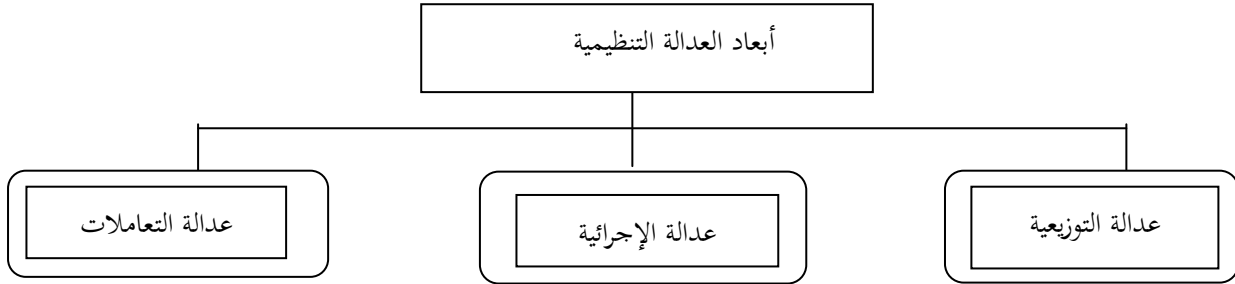 أبعاد العدالة التنظيمية
عدالة التوزيعية
عدالة الإجرائية
عدالة التعاملات